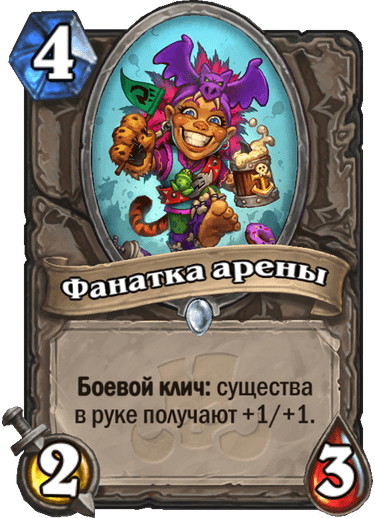 4
Фанатка арены
Боевой клич: существа
в руке получают +1/+1.
2
3